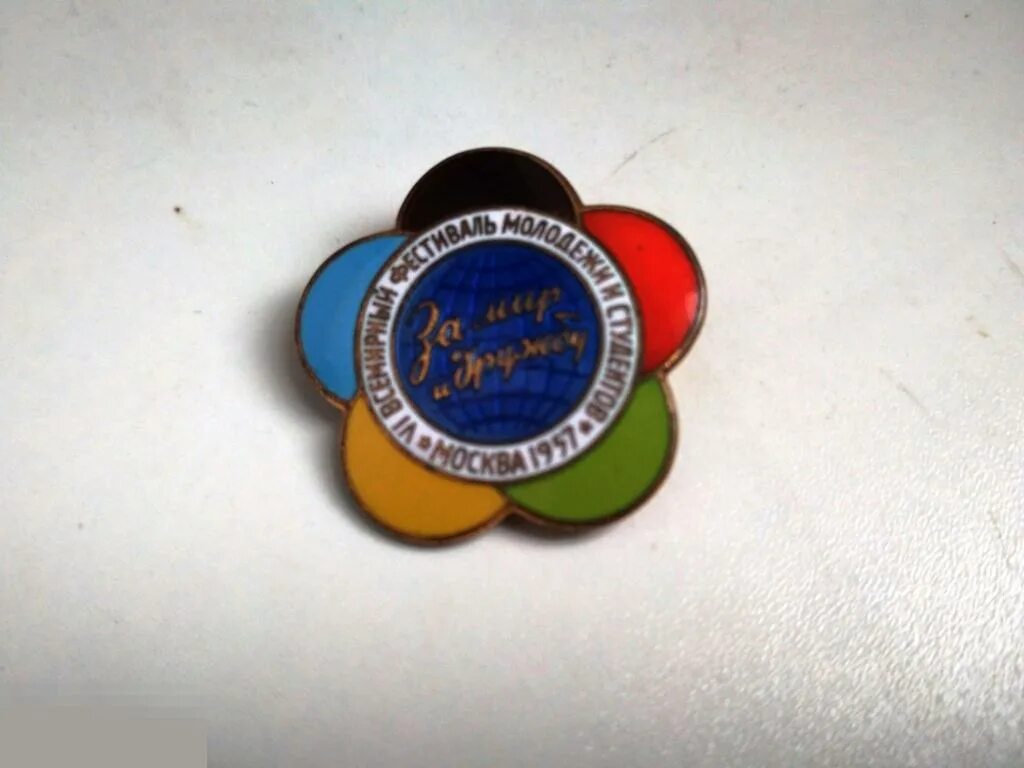 VI ВСЕМИРНЫЙ ФЕСТИВАЛЬ МОЛОДЕЖИ И СТУДЕНТОВ
МОСКВА 1957
За мир
и дружбу